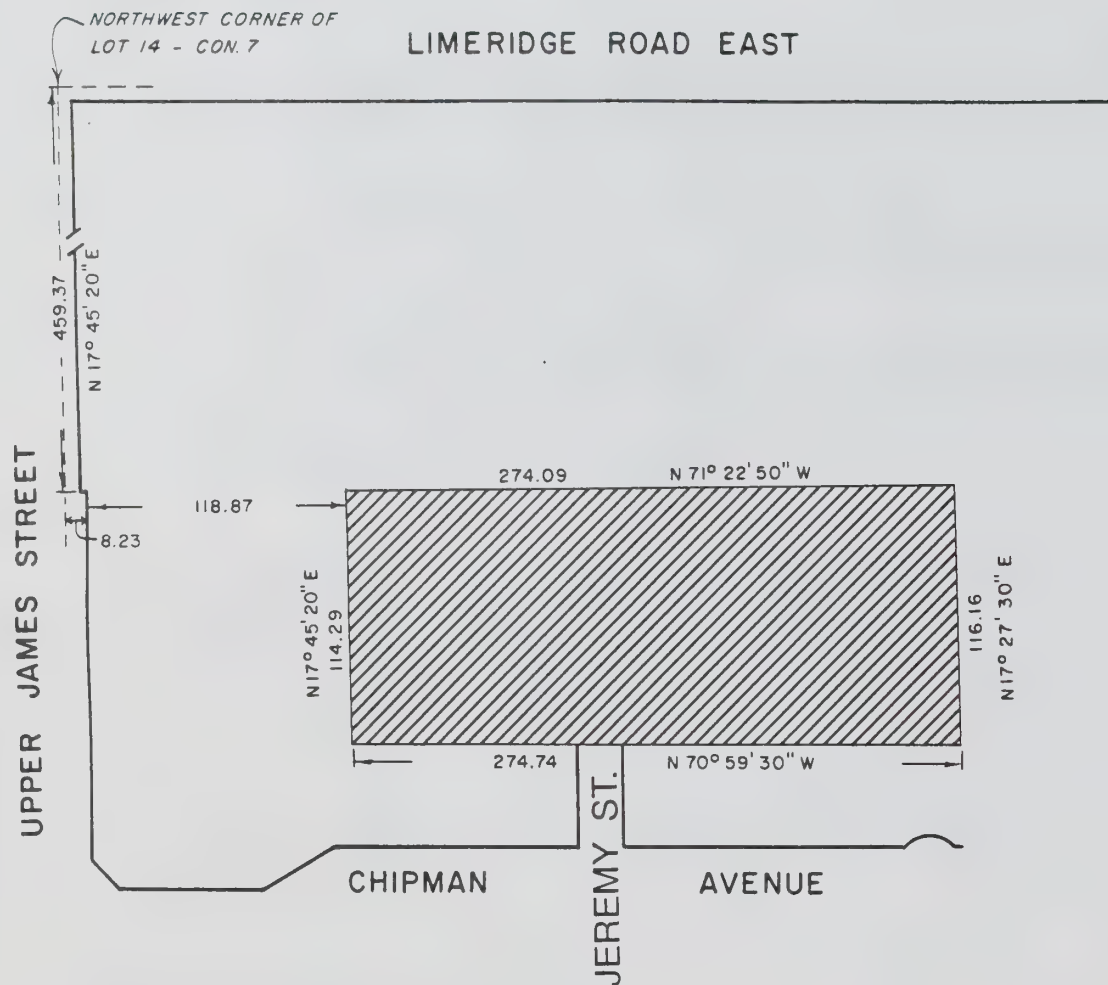 NORTHWEST CORNER OF
LOT 14 - CON. 7
LIMERIDGE ROAD EAST
459.37
N 17° 45' 20" E
UPPER JAMES STREET
118.87
8.23
274.09
N 71° 22' 50" W
N 17° 45' 20" E
114.29
116.16
N 17° 27' 30" E
274.74
N 70° 59' 30" W
JEREMY ST.
CHIPMAN
AVENUE